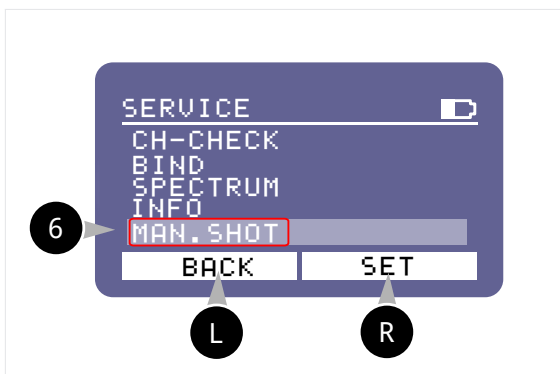 SERVICE
CH-CHECK
BIND
SPECTRUM
INFO
6
MAN.SHOT
BACK SET
L R